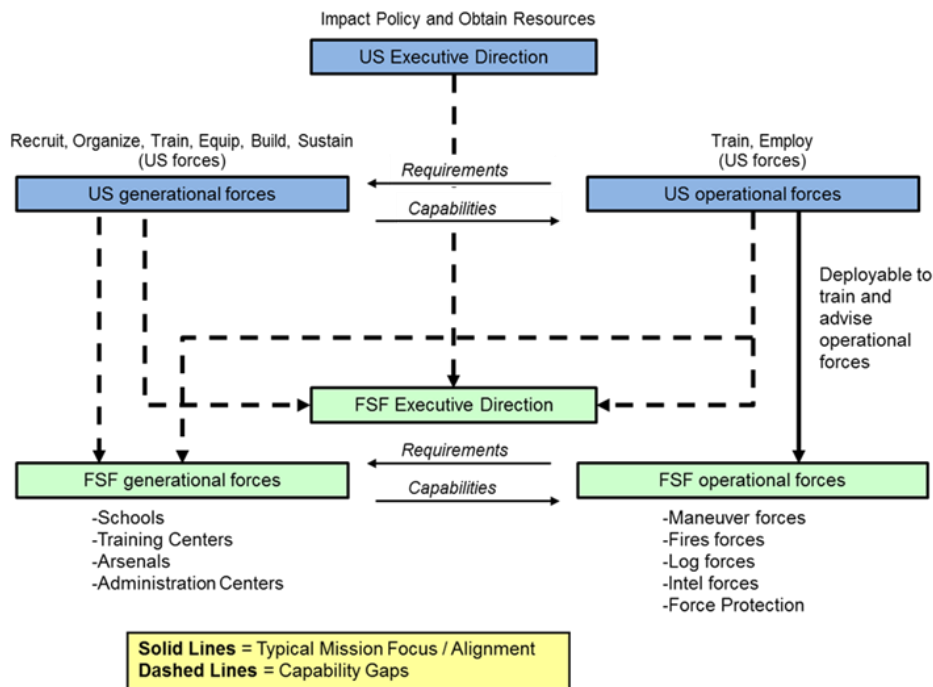 Impact Policy and Obtain Resources
US Executive Direction
Recruit, Organize, Train, Equip, Build, Sustain
(US forces)
Train, Employ
(US forces)
US generational forces
Requirements
Capabilities
US operational forces
Deployable to
train and
advise
operational
forces
FSF Executive Direction
FSF generational forces
Requirements
Capabilities
FSF operational forces
-Schools
-Training Centers
-Arsenals
-Administration Centers
-Maneuver forces
-Fires forces
-Log forces
-Intel forces
-Force Protection
Solid Lines = Typical Mission Focus / Alignment
Dashed Lines = Capability Gaps